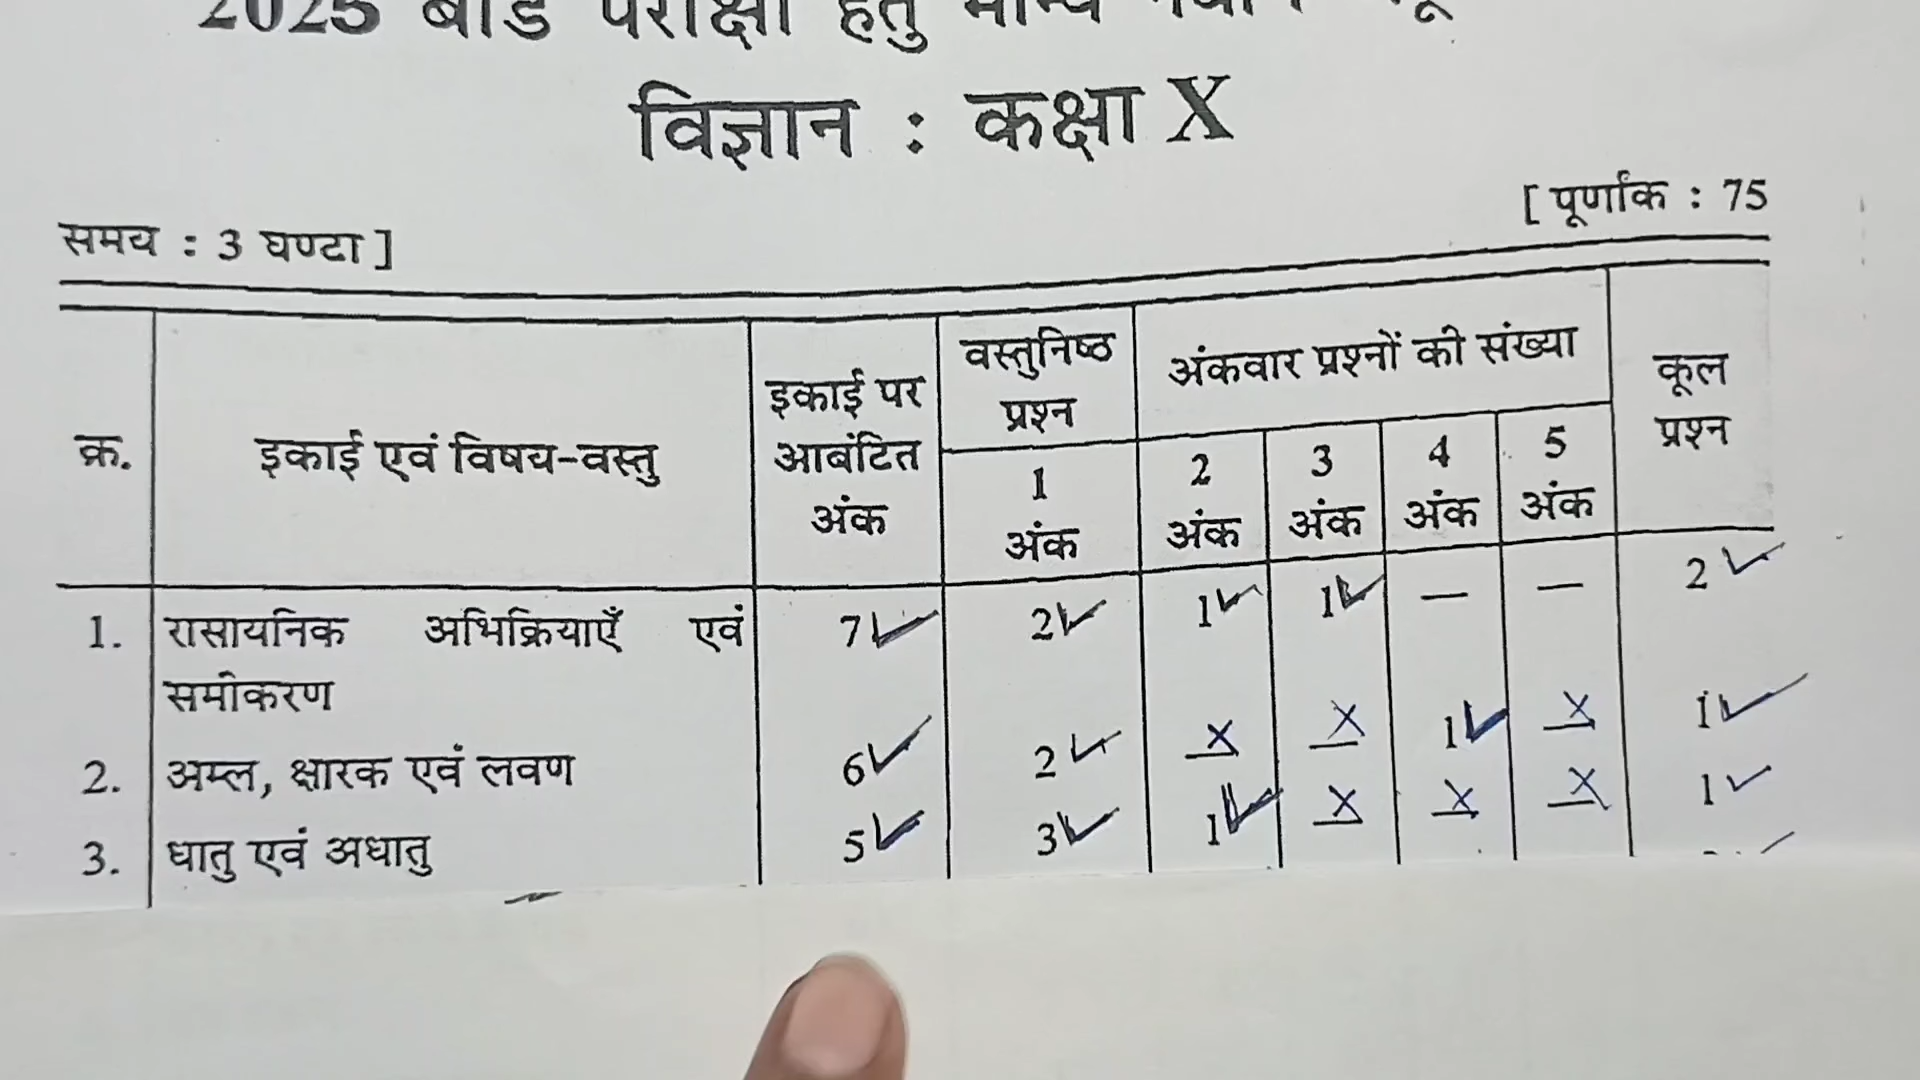 2025 बोर्ड परीक्षा हेतु
विज्ञान : कक्षा X
समय : 3 घण्टा ]
[ पूर्णांक : 75
क्र.
इकाई एवं विषय-वस्तु
इकाई पर
आबंटित
अंक
वस्तुनिष्ठ
प्रश्न
1
अंक
अंकवार प्रश्नों की संख्या
2 3 4 5
अंक अंक अंक अंक
कूल
प्रश्न
1. रासायनिक अभिक्रियाएँ एवं 7 2 1 1 — — 2
समीकरण
2. अम्ल, क्षारक एवं लवण 6 2 — — 1 — 1
3. धातु एवं अधातु 5 3 1 — — — 1